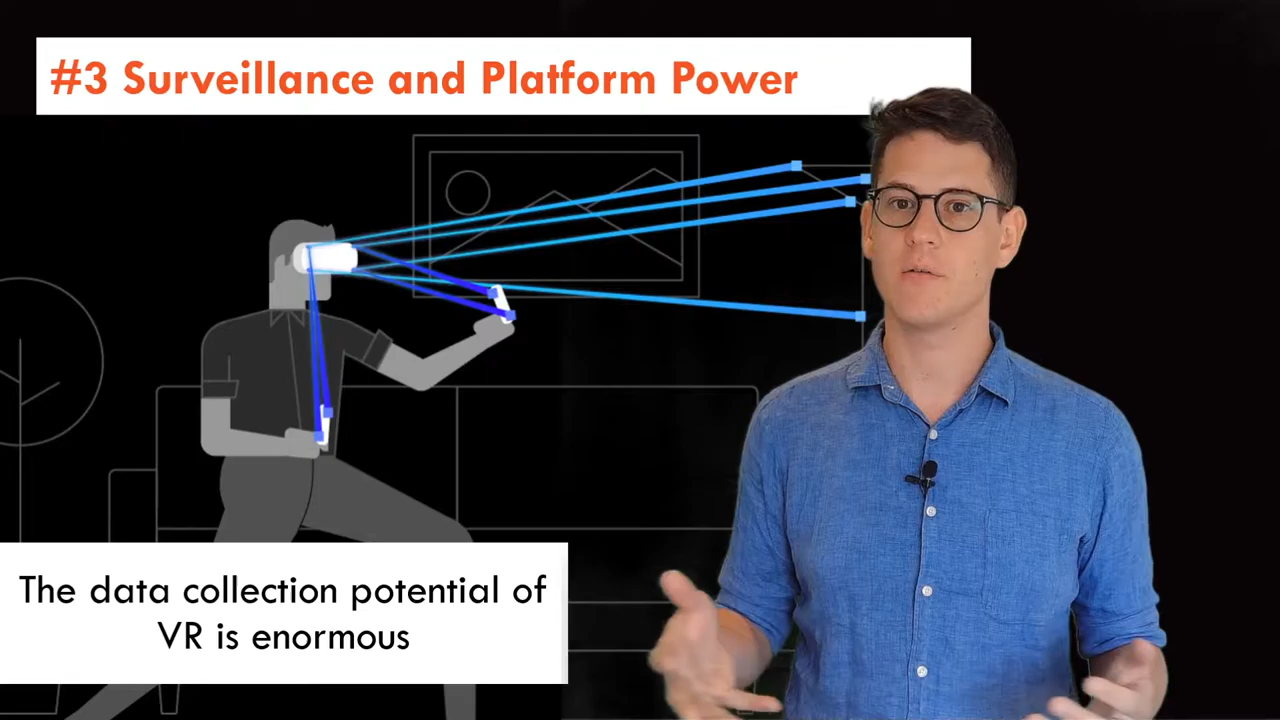 #3 Surveillance and Platform Power
The data collection potential of
VR is enormous